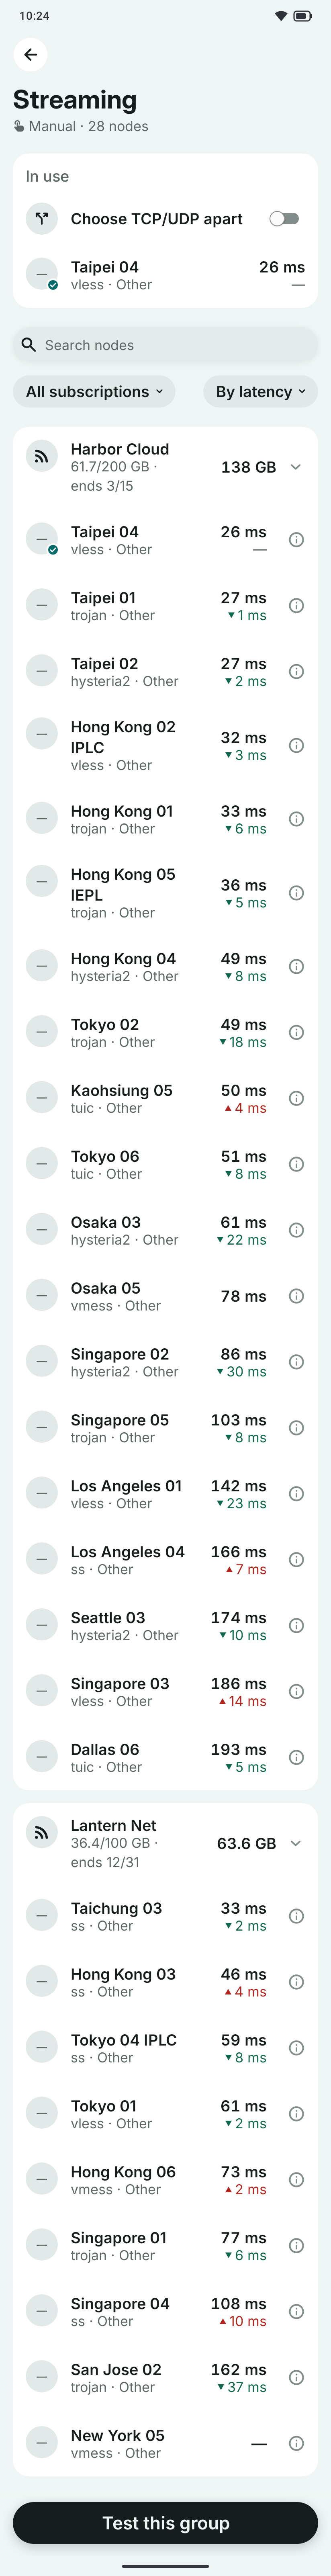 10:24
Streaming
Manual · 28 nodes
In use
Choose TCP/UDP apart
Taipei 04
26 ms
vless · Other
—
Search nodes
All subscriptions
By latency
Harbor Cloud
61.7/200 GB ·
ends 3/15
138 GB
Taipei 04
26 ms
vless · Other
—
Taipei 01
27 ms
trojan · Other
▼1 ms
Taipei 02
27 ms
hysteria2 · Other
▼2 ms
Hong Kong 02
IPLC
32 ms
vless · Other
▼3 ms
Hong Kong 01
33 ms
trojan · Other
▼6 ms
Hong Kong 05
IEPL
36 ms
trojan · Other
▼5 ms
Hong Kong 04
49 ms
hysteria2 · Other
▼8 ms
Tokyo 02
49 ms
trojan · Other
▼18 ms
Kaohsiung 05
50 ms
tuic · Other
▲4 ms
Tokyo 06
51 ms
tuic · Other
▼8 ms
Osaka 03
61 ms
hysteria2 · Other
▼22 ms
Osaka 05
78 ms
vmess · Other
Singapore 02
86 ms
hysteria2 · Other
▼30 ms
Singapore 05
103 ms
trojan · Other
▼8 ms
Los Angeles 01
142 ms
vless · Other
▼23 ms
Los Angeles 04
166 ms
ss · Other
▲7 ms
Seattle 03
174 ms
hysteria2 · Other
▼10 ms
Singapore 03
186 ms
vless · Other
▲14 ms
Dallas 06
193 ms
tuic · Other
▼5 ms
Lantern Net
36.4/100 GB ·
ends 12/31
63.6 GB
Taichung 03
33 ms
ss · Other
▼2 ms
Hong Kong 03
46 ms
ss · Other
▲4 ms
Tokyo 04 IPLC
59 ms
ss · Other
▼8 ms
Tokyo 01
61 ms
vless · Other
▼2 ms
Hong Kong 06
73 ms
vmess · Other
▲2 ms
Singapore 01
77 ms
trojan · Other
▼6 ms
Singapore 04
108 ms
ss · Other
▲10 ms
San Jose 02
162 ms
trojan · Other
▼37 ms
New York 05
—
vmess · Other
Test this group